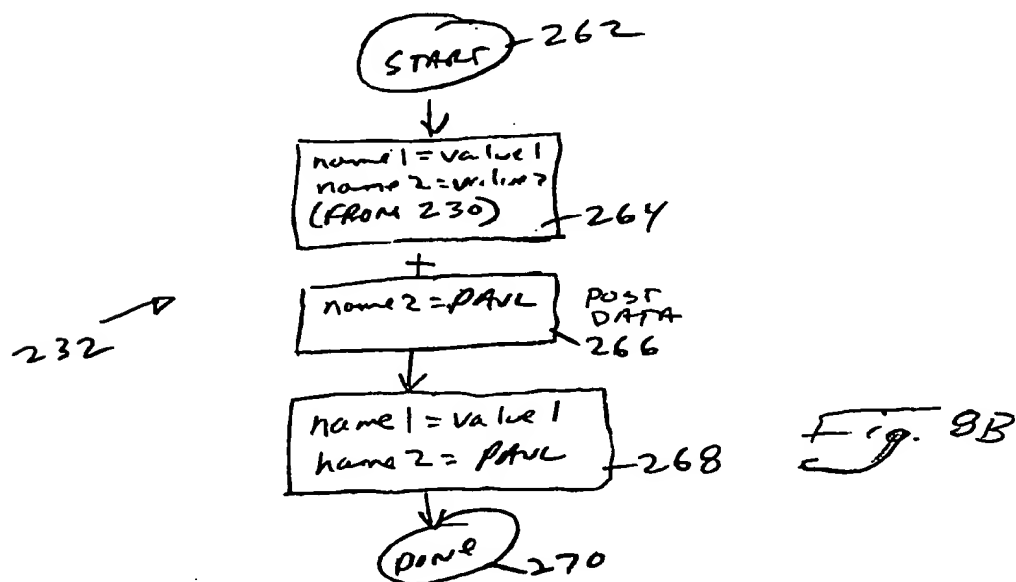 START 262
name1 = value1
name2 = value2
(FROM 230) 264
+
name2 = PAUL
POST
DATA
266
232
name1 = value1
name2 = PAUL
268
Fig. 8B
DONE 270